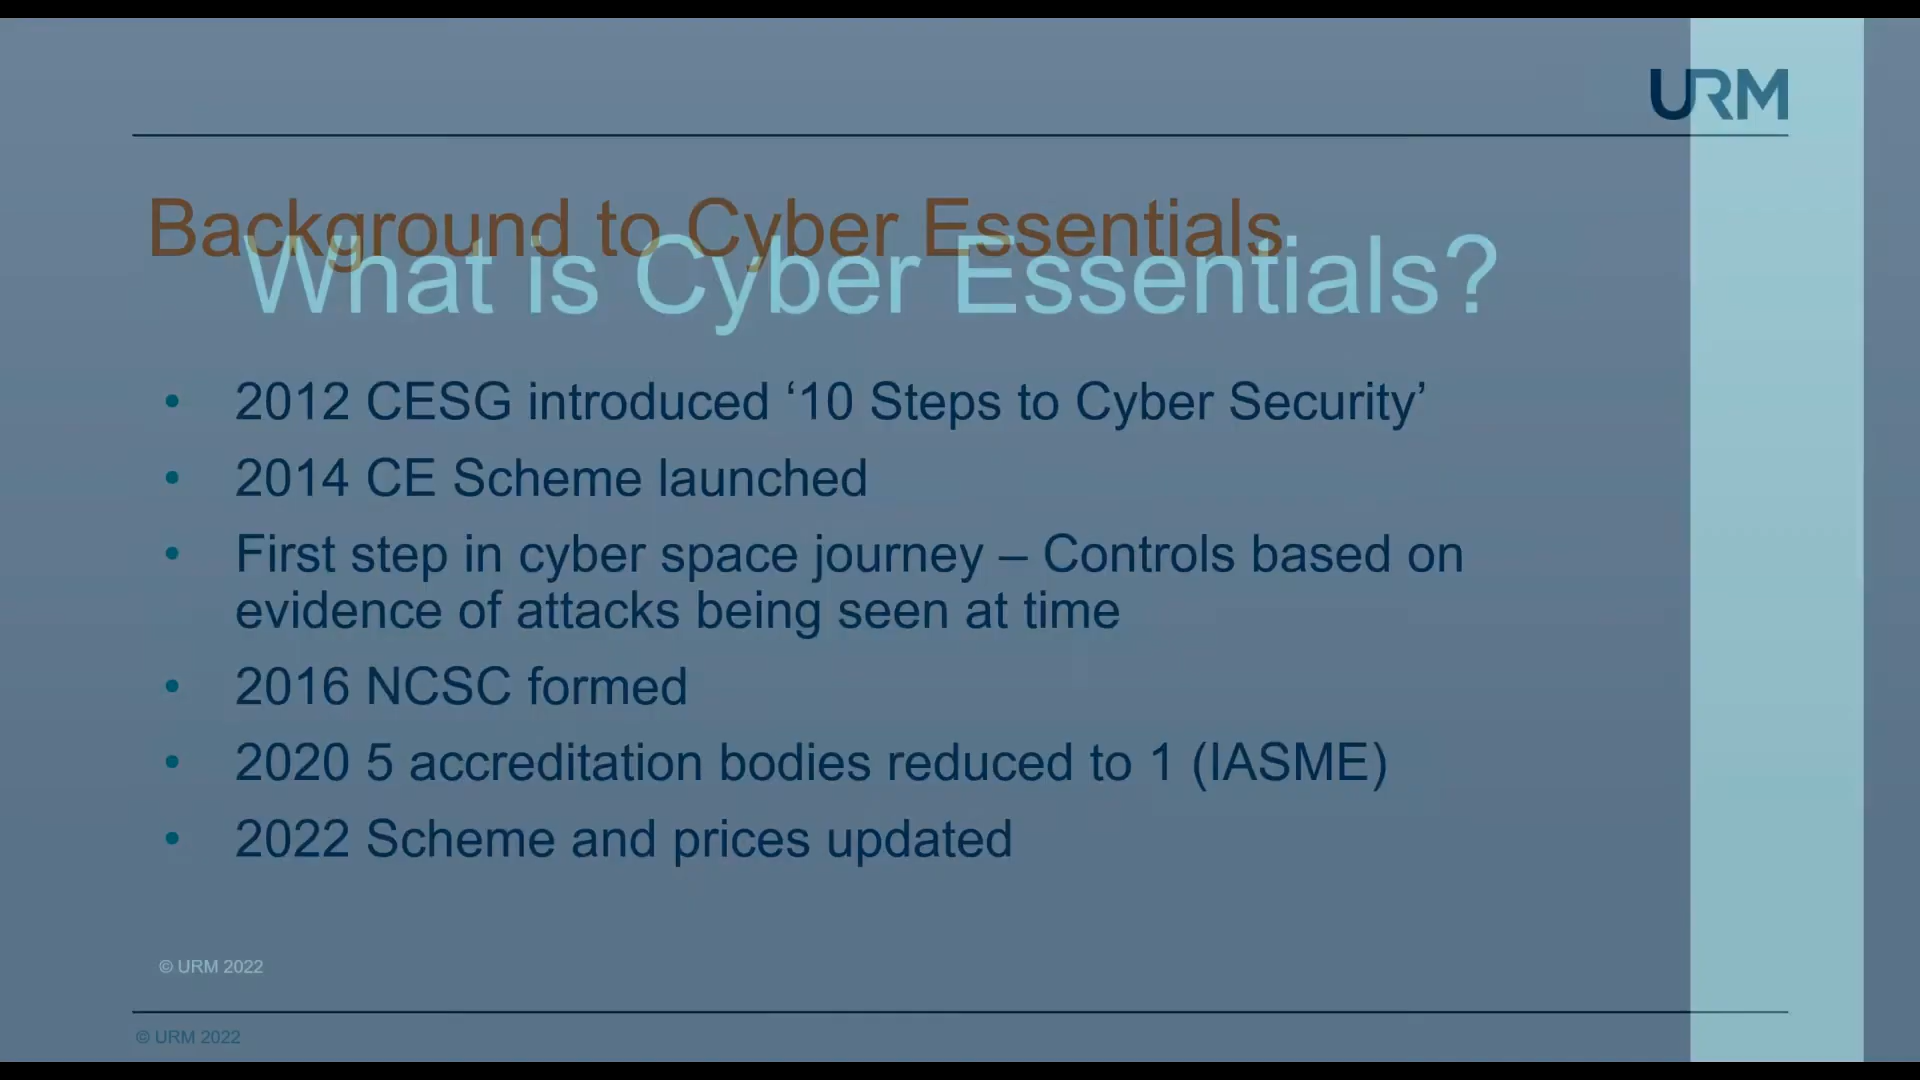 URM
Background to Cyber Essentials
What is Cyber Essentials?
• 2012 CESG introduced ‘10 Steps to Cyber Security’
• 2014 CE Scheme launched
• First step in cyber space journey – Controls based on
evidence of attacks being seen at time
• 2016 NCSC formed
• 2020 5 accreditation bodies reduced to 1 (IASME)
• 2022 Scheme and prices updated
© URM 2022
© URM 2022